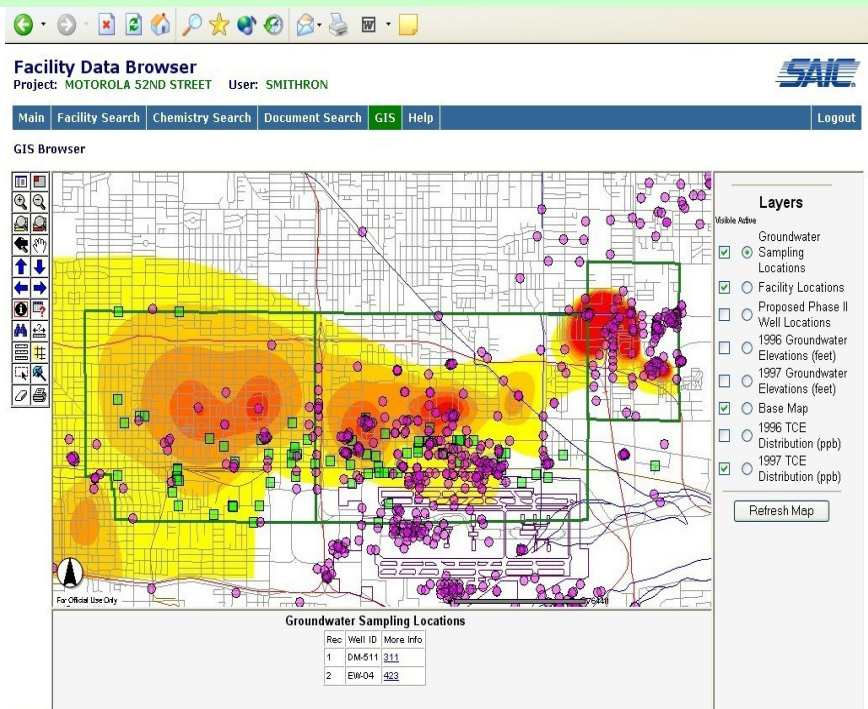 Facility Data Browser
Project: MOTOROLA 52ND STREET User: SMITHRON
SAIC
Main Facility Search Chemistry Search Document Search GIS Help Logout
GIS Browser
Layers
Visible Active
Groundwater
Sampling
Locations
Facility Locations
Proposed Phase II
Well Locations
1996 Groundwater
Elevations (feet)
1997 Groundwater
Elevations (feet)
Base Map
1996 TCE
Distribution (ppb)
1997 TCE
Distribution (ppb)
Refresh Map
For Official Use Only
Groundwater Sampling Locations
Rec Well ID More Info
1 DM-511 311
2 EW-04 423